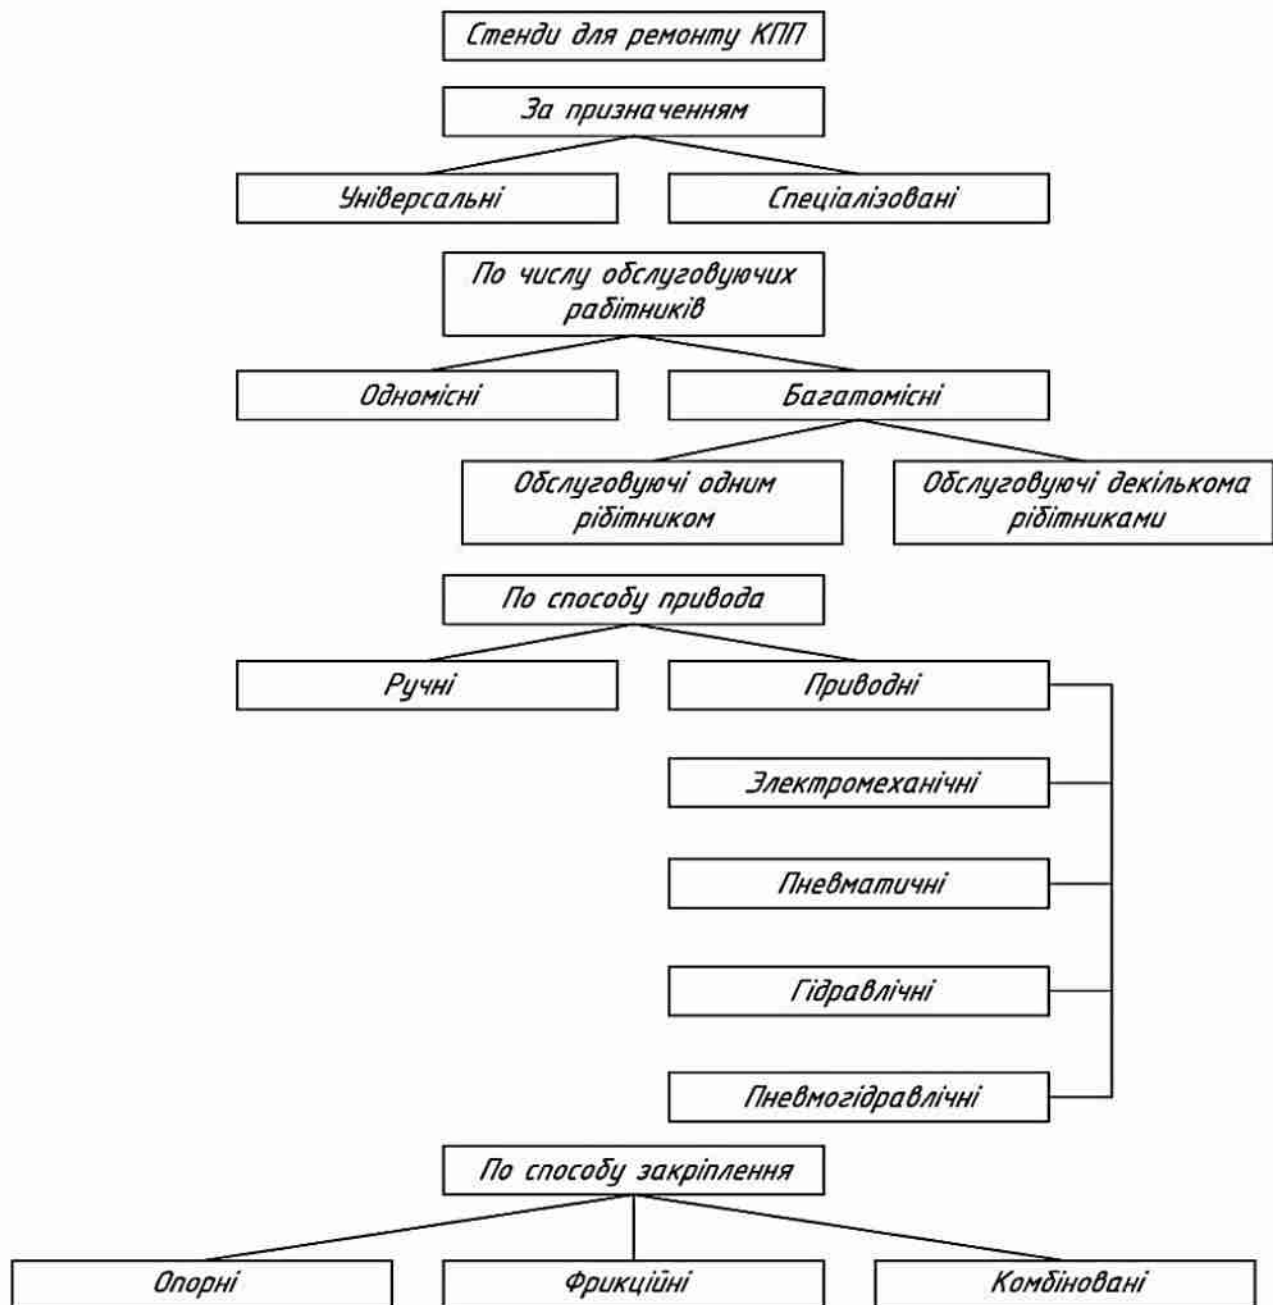 Стенди для ремонту КПП
За призначенням
Універсальні
Спеціалізовані
По числу обслуговуючих
рабітників
Одномісні
Багатомісні
Обслуговуючі одним
рібітником
Обслуговуючі декількома
рібітниками
По способу привода
Ручні
Приводні
Электромеханічні
Пневматичні
Гідравлічні
Пневмогідравлічні
По способу закріплення
Опорні
Фрикційні
Комбіновані